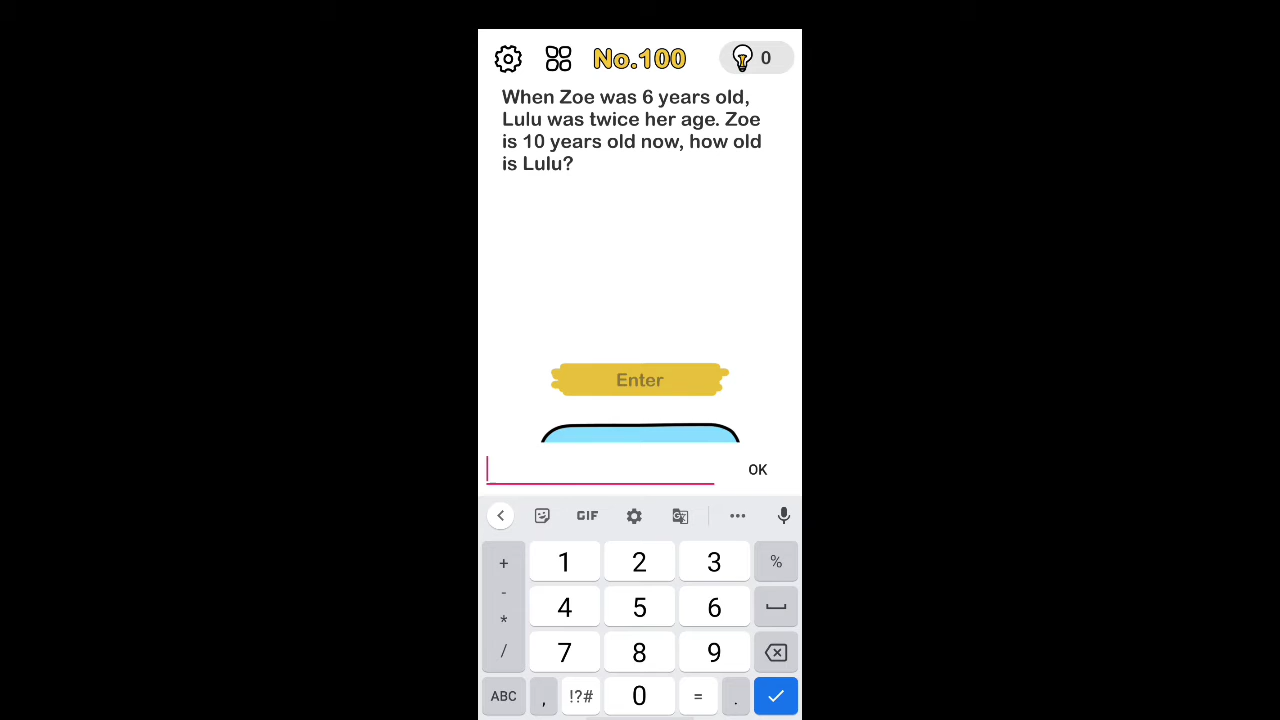 No.100
0
When Zoe was 6 years old,
Lulu was twice her age. Zoe
is 10 years old now, how old
is Lulu?
Enter
OK
GIF
+ 1 2 3 %
- 4 5 6
*
/ 7 8 9
ABC , !?# 0 = .